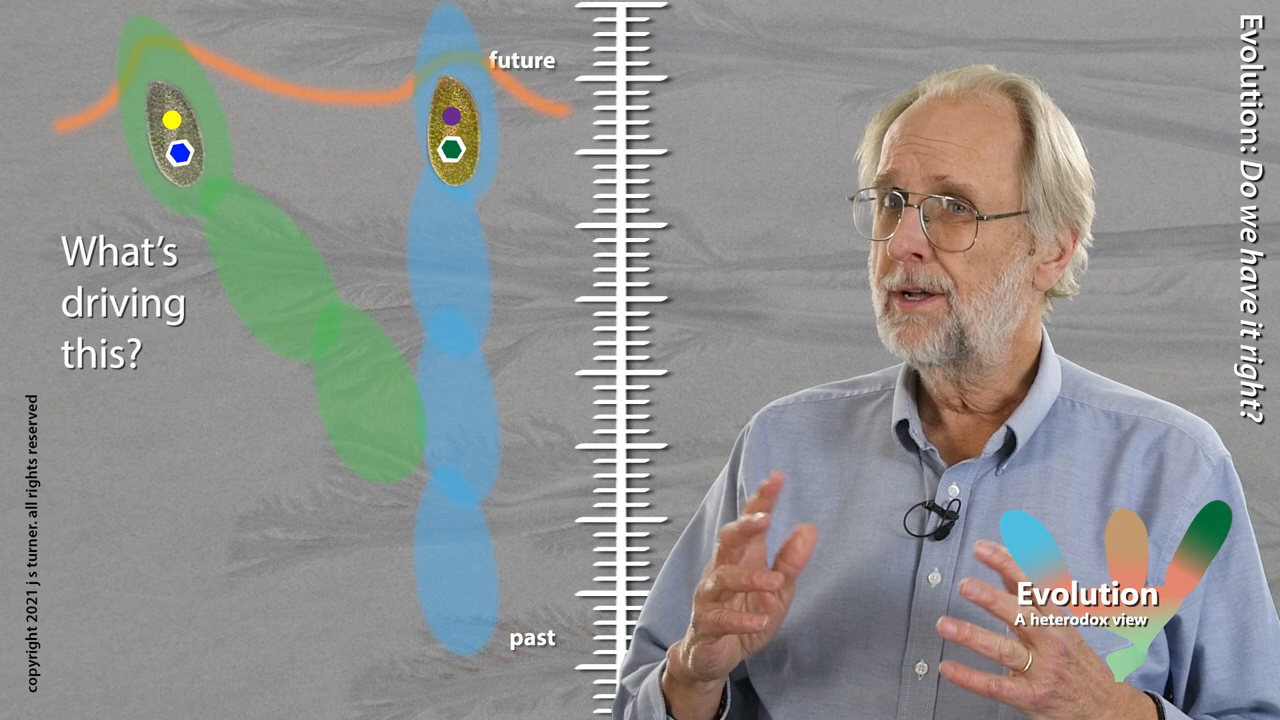 future
What's
driving
this?
past
copyright 2021 j s turner. all rights reserved
Evolution: Do we have it right?
Evolution
A heterodox view